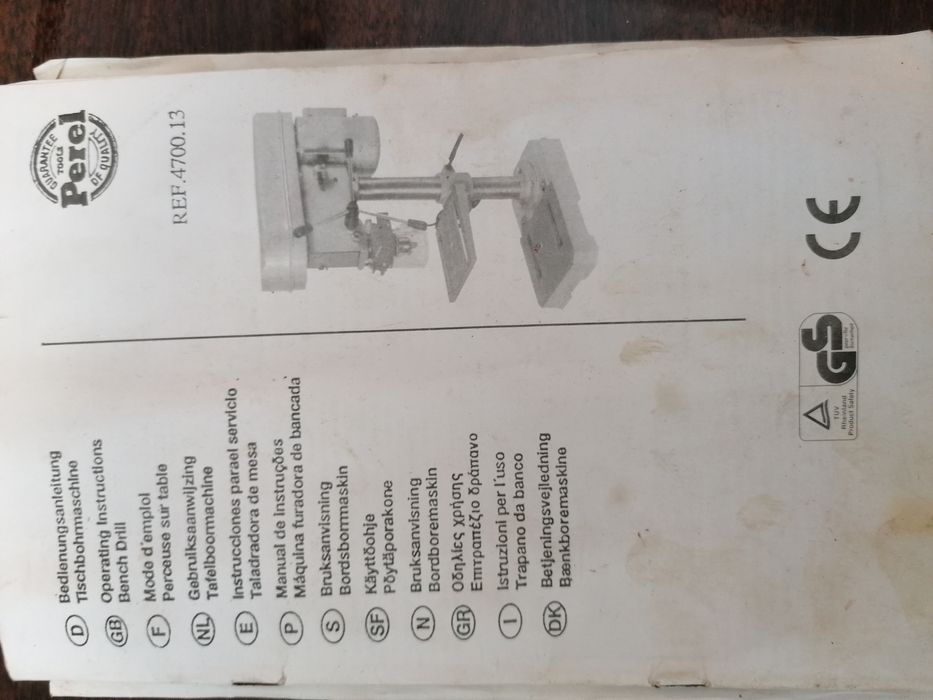 GUARANTEE
TOOLS
Perel
OF QUALITY
REF.4700.13
D
Bedienungsanleitung
Tischbohrmaschine
GB
Operating Instructions
Bench Drill
F
Mode d'emploi
Perceuse sur table
NL
Gebruiksaanwijzing
Tafelboormachine
E
Instrucciones parael servicio
Taladradora de mesa
P
Manual de instruções
Máquina furadora de bancada
S
Bruksanvisning
Bordsborrmaskin
SF
Käyttöohje
Pöytäporakone
N
Bruksanvisning
Bordboremaskin
GR
Οδηλίες χρήσης
Επιτραπέζιο δράπανο
I
Istruzioni per l'uso
Trapano da banco
DK
Betjeningsvejledning
Bænkboremaskine
TÜV
Rheinland
Product Safety
GS
geprüfte
Sicherheit
CE